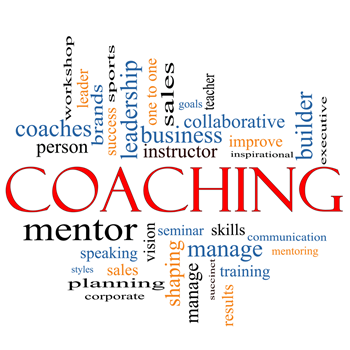 workshop
leader
brands
success
sports
leadership
one to one
sales
goals
teacher
coaches
person
business
collaborative
builder
executive
instructor
improve
inspirational
COACHING
mentor
vision
seminar
skills
communication
speaking
shaping
manage
mentoring
styles
sales
manage
succinct
training
planning
corporate
results